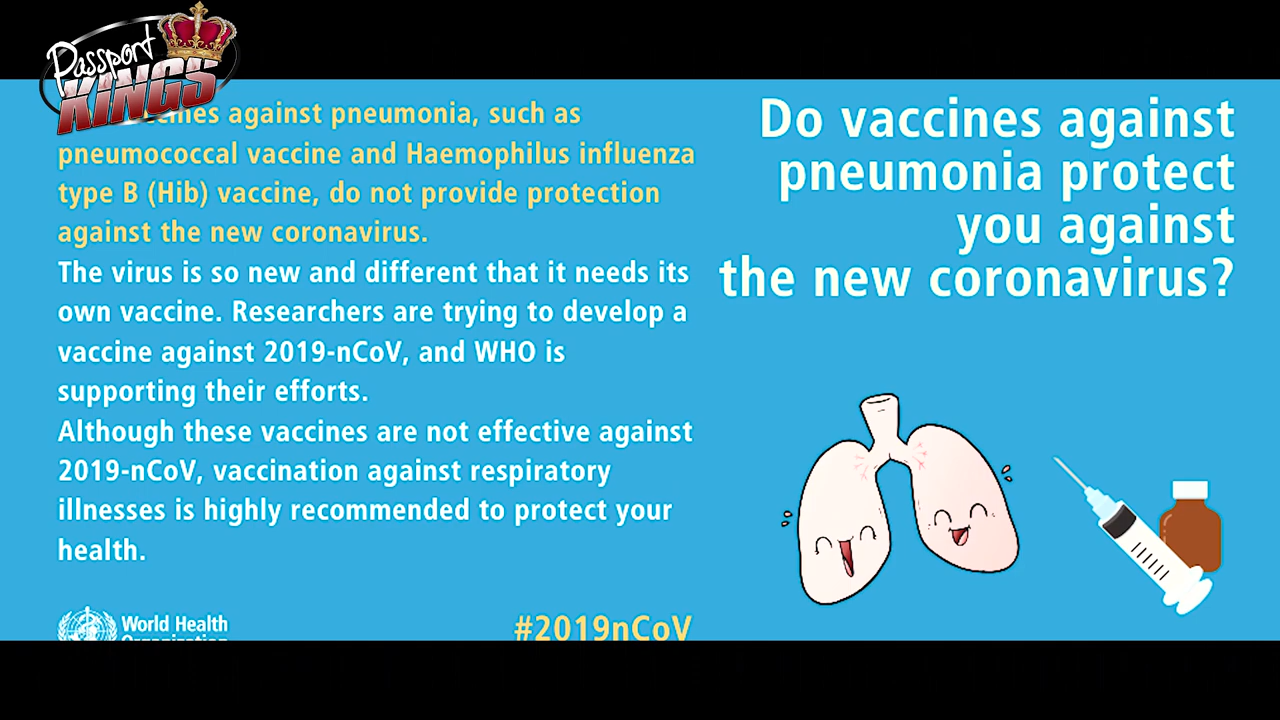 Passport
KINGS
against pneumonia, such as
pneumococcal vaccine and Haemophilus influenza
type B (Hib) vaccine, do not provide protection
against the new coronavirus.
The virus is so new and different that it needs its
own vaccine. Researchers are trying to develop a
vaccine against 2019-nCoV, and WHO is
supporting their efforts.
Although these vaccines are not effective against
2019-nCoV, vaccination against respiratory
illnesses is highly recommended to protect your
health.
World Health
Organization
#2019nCoV
Do vaccines against
pneumonia protect
you against
the new coronavirus?